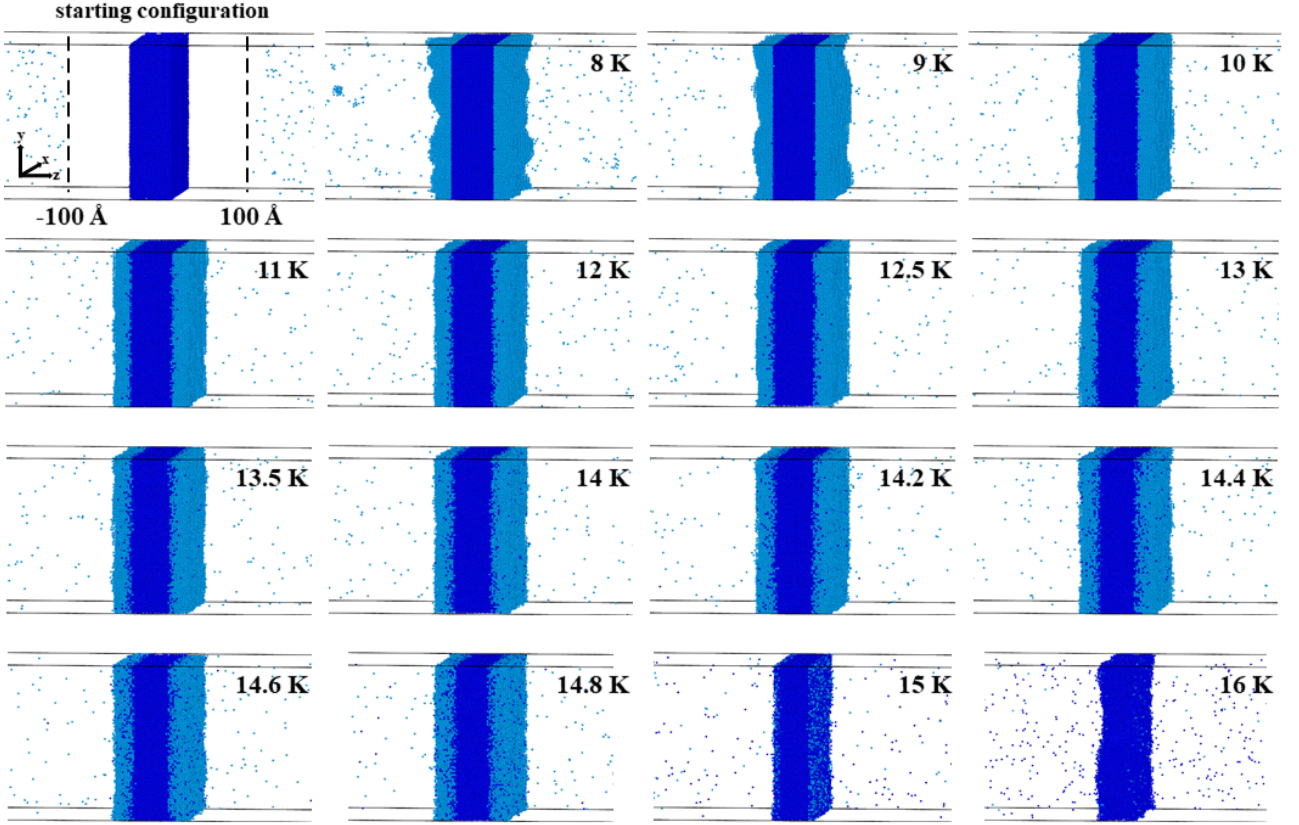 starting configuration
8 K
9 K
10 K
y
x
z
-100 Å
100 Å
11 K
12 K
12.5 K
13 K
13.5 K
14 K
14.2 K
14.4 K
14.6 K
14.8 K
15 K
16 K